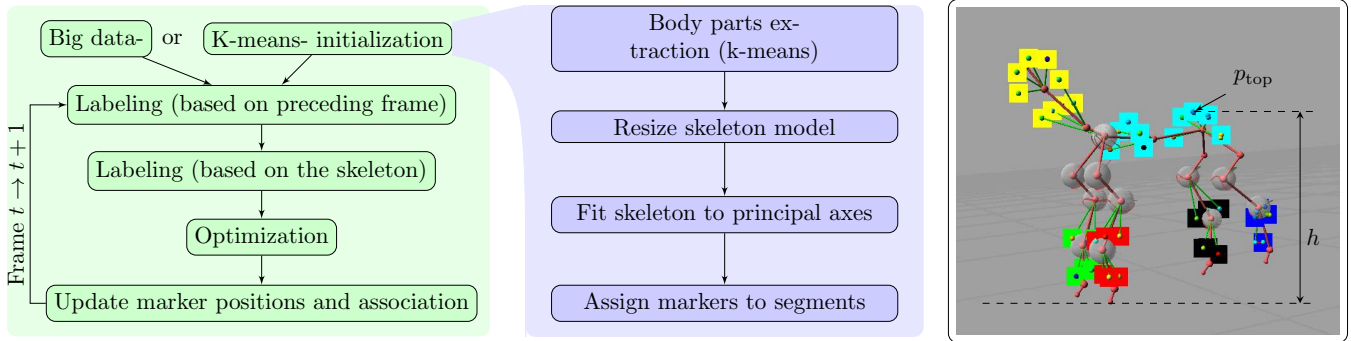 Big data-
or
K-means- initialization
Labeling (based on preceding frame)
Labeling (based on the skeleton)
Optimization
Update marker positions and association
Frame t → t + 1
Body parts ex-
traction (k-means)
Resize skeleton model
Fit skeleton to principal axes
Assign markers to segments
p_top
h